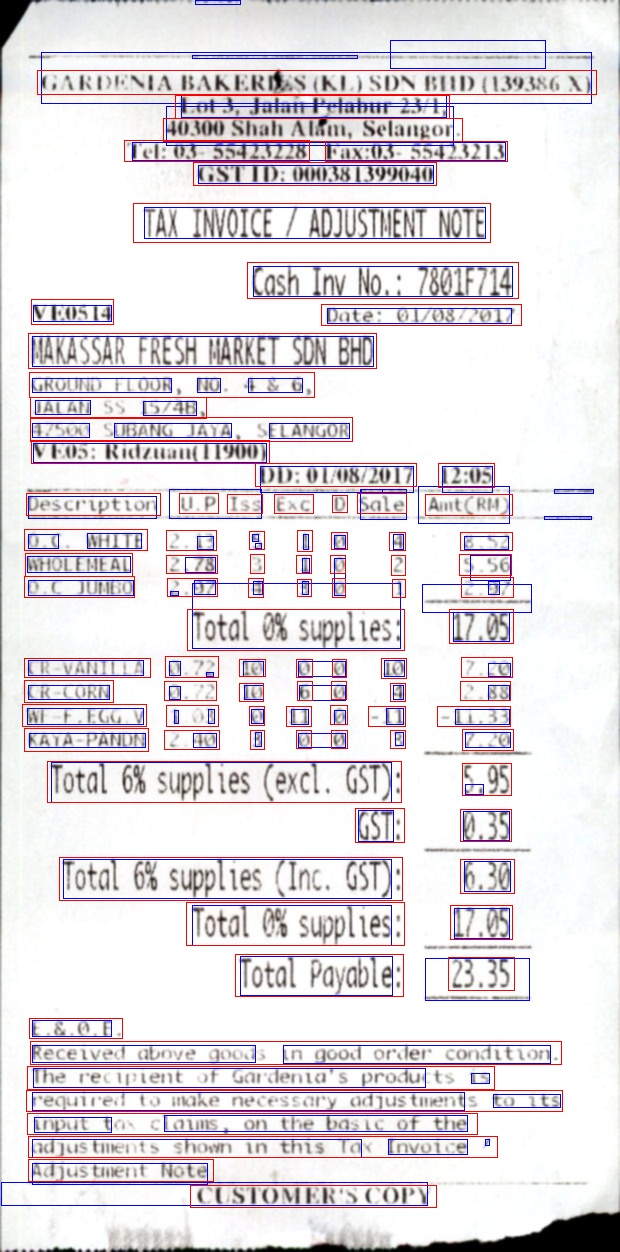 GARDENIA BAKERIES (KL) SDN BHD (139386 X)
Lot 3, Jalan Pelabur 23/1,
40300 Shah Alam, Selangor.
Tel: 03- 55423228 Fax:03- 55423213
GST ID: 000381399040
TAX INVOICE / ADJUSTMENT NOTE
Cash Inv No.: 7801F714
VE0514 Date: 01/08/2017
MAKASSAR FRESH MARKET SDN BHD
GROUND FLOOR, NO. 4 & 6,
JALAN SS 15/4B,
47500 SUBANG JAYA, SELANGOR
VE05: Ridzuan(11900)
DD: 01/08/2017 12:05
Description U.P Iss Exc D Sale Amt(RM)
O.C. WHITE 2.13 0 4 8.52
WHOLEMEAL 2.78 3 1 0 2 5.56
O.C JUMBO 2.97 4 3 0 1 2.97
Total 0% supplies: 17.05
CR-VANILLA 0.72 10 0 0 10 7.20
CR-CORN 0.72 10 6 0 4 2.88
WF-F.EGG.V 0 11 0 -11 -11.33
KAYA-PANDN 2.40 3 0 0 3 7.20
Total 6% supplies (excl. GST): 5.95
GST: 0.35
Total 6% supplies (Inc. GST): 6.30
Total 0% supplies: 17.05
Total Payable: 23.35
E.&.O.E.
Received above goods in good order condition.
The recipient of Gardenia's products is
required to make necessary adjustments to its
input tax claims, on the basic of the
adjustments shown in this Tax Invoice
Adjustment Note
CUSTOMER'S COPY